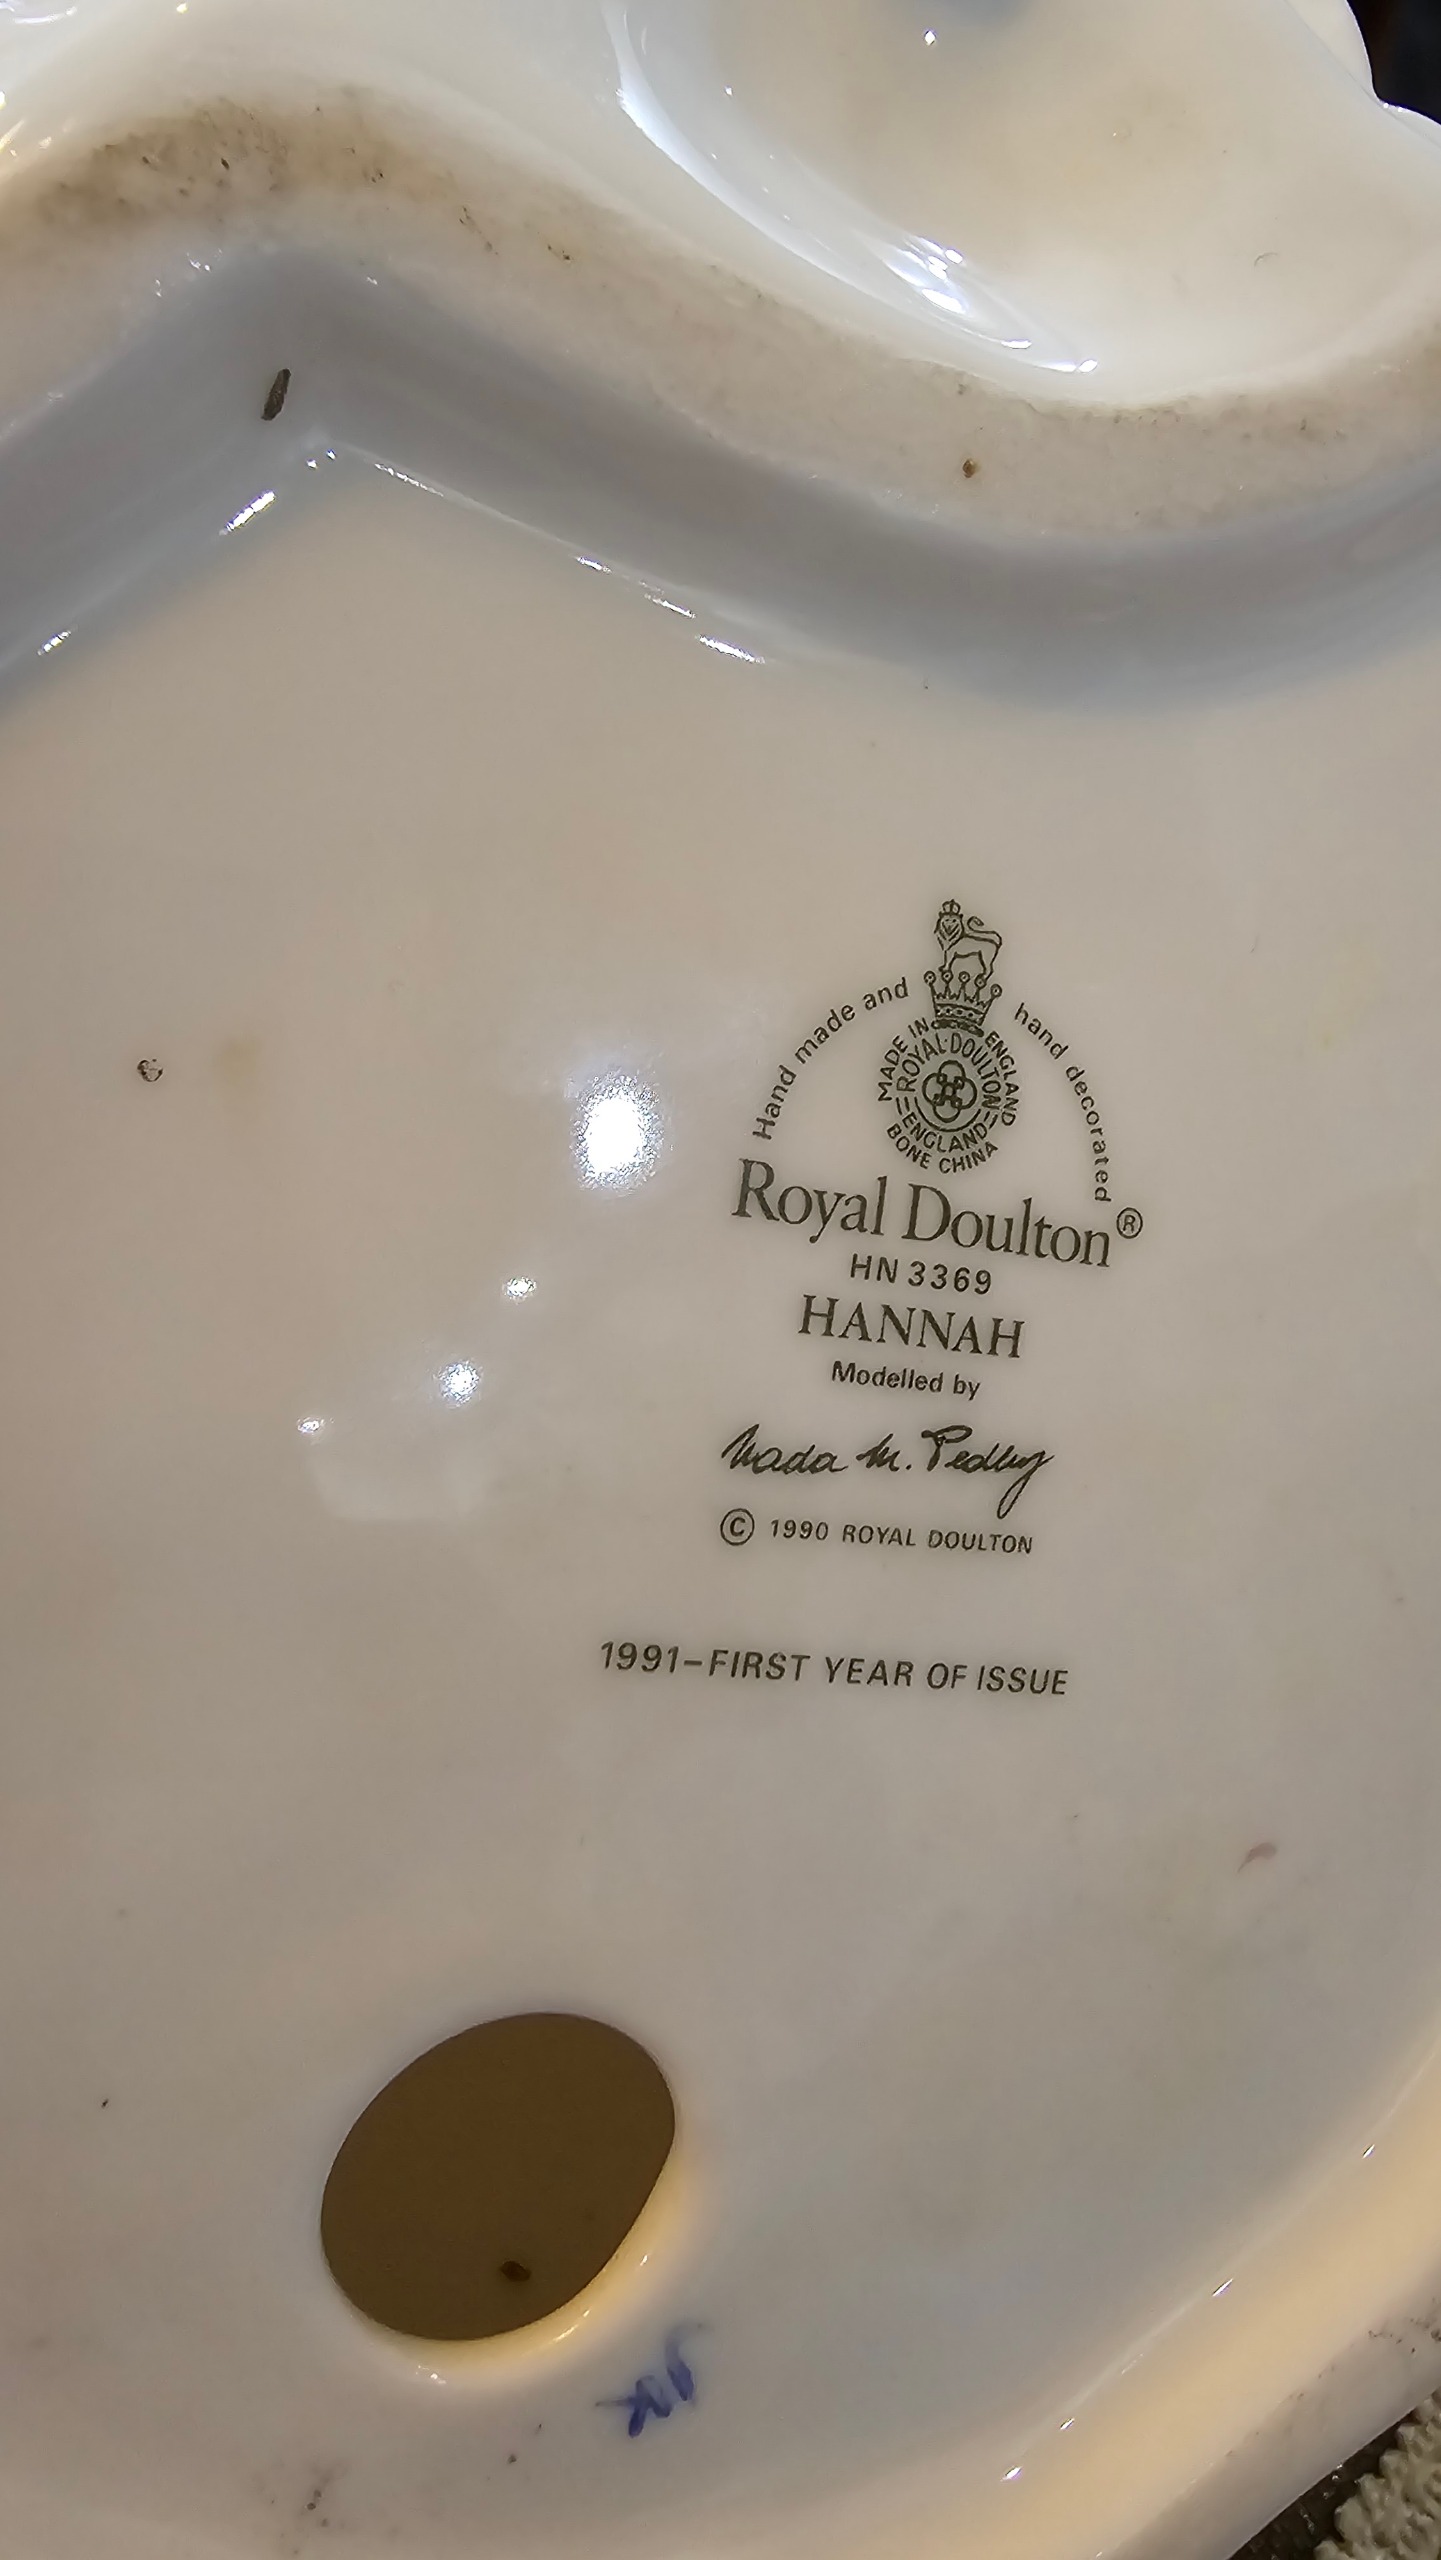 Hand made and hand decorated
MADE IN ENGLAND
ROYAL·DOULTON
ENGLAND
BONE CHINA
Royal Doulton®
HN 3369
HANNAH
Modelled by
Nada M. Pedley
© 1990 ROYAL DOULTON
1991–FIRST YEAR OF ISSUE